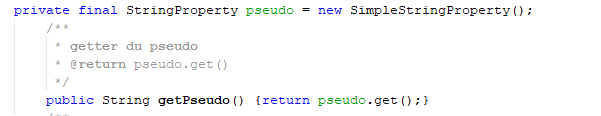 private final StringProperty pseudo = new SimpleStringProperty();
/**
* getter du pseudo
* @return pseudo.get()
*/
public String getPseudo() {return pseudo.get();}
/**